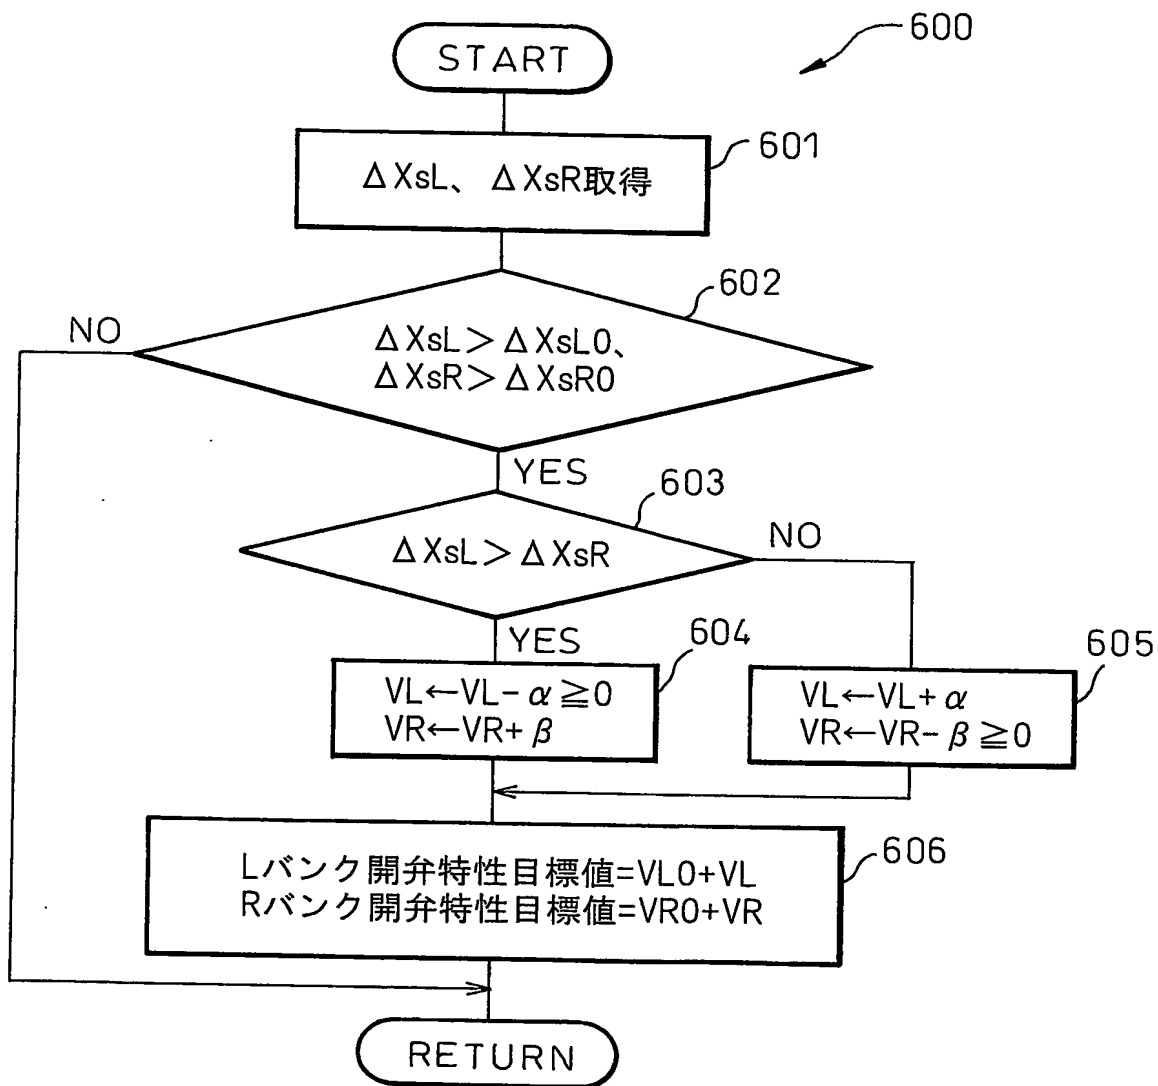 600
START
601
ΔXsL、ΔXsR取得
602
NO
ΔXsL>ΔXsL0、
ΔXsR>ΔXsR0
YES
603
ΔXsL>ΔXsR
NO
YES
604
VL←VL-α≧0
VR←VR+β
605
VL←VL+α
VR←VR-β≧0
606
Lバンク開弁特性目標値=VL0+VL
Rバンク開弁特性目標値=VR0+VR
RETURN